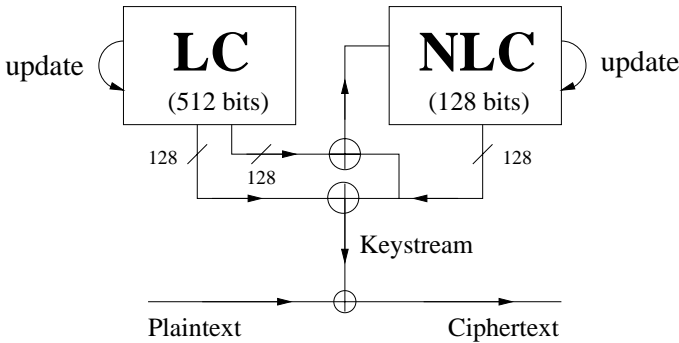 LC
(512 bits)
NLC
(128 bits)
update
update
128
128
128
Keystream
Plaintext
Ciphertext